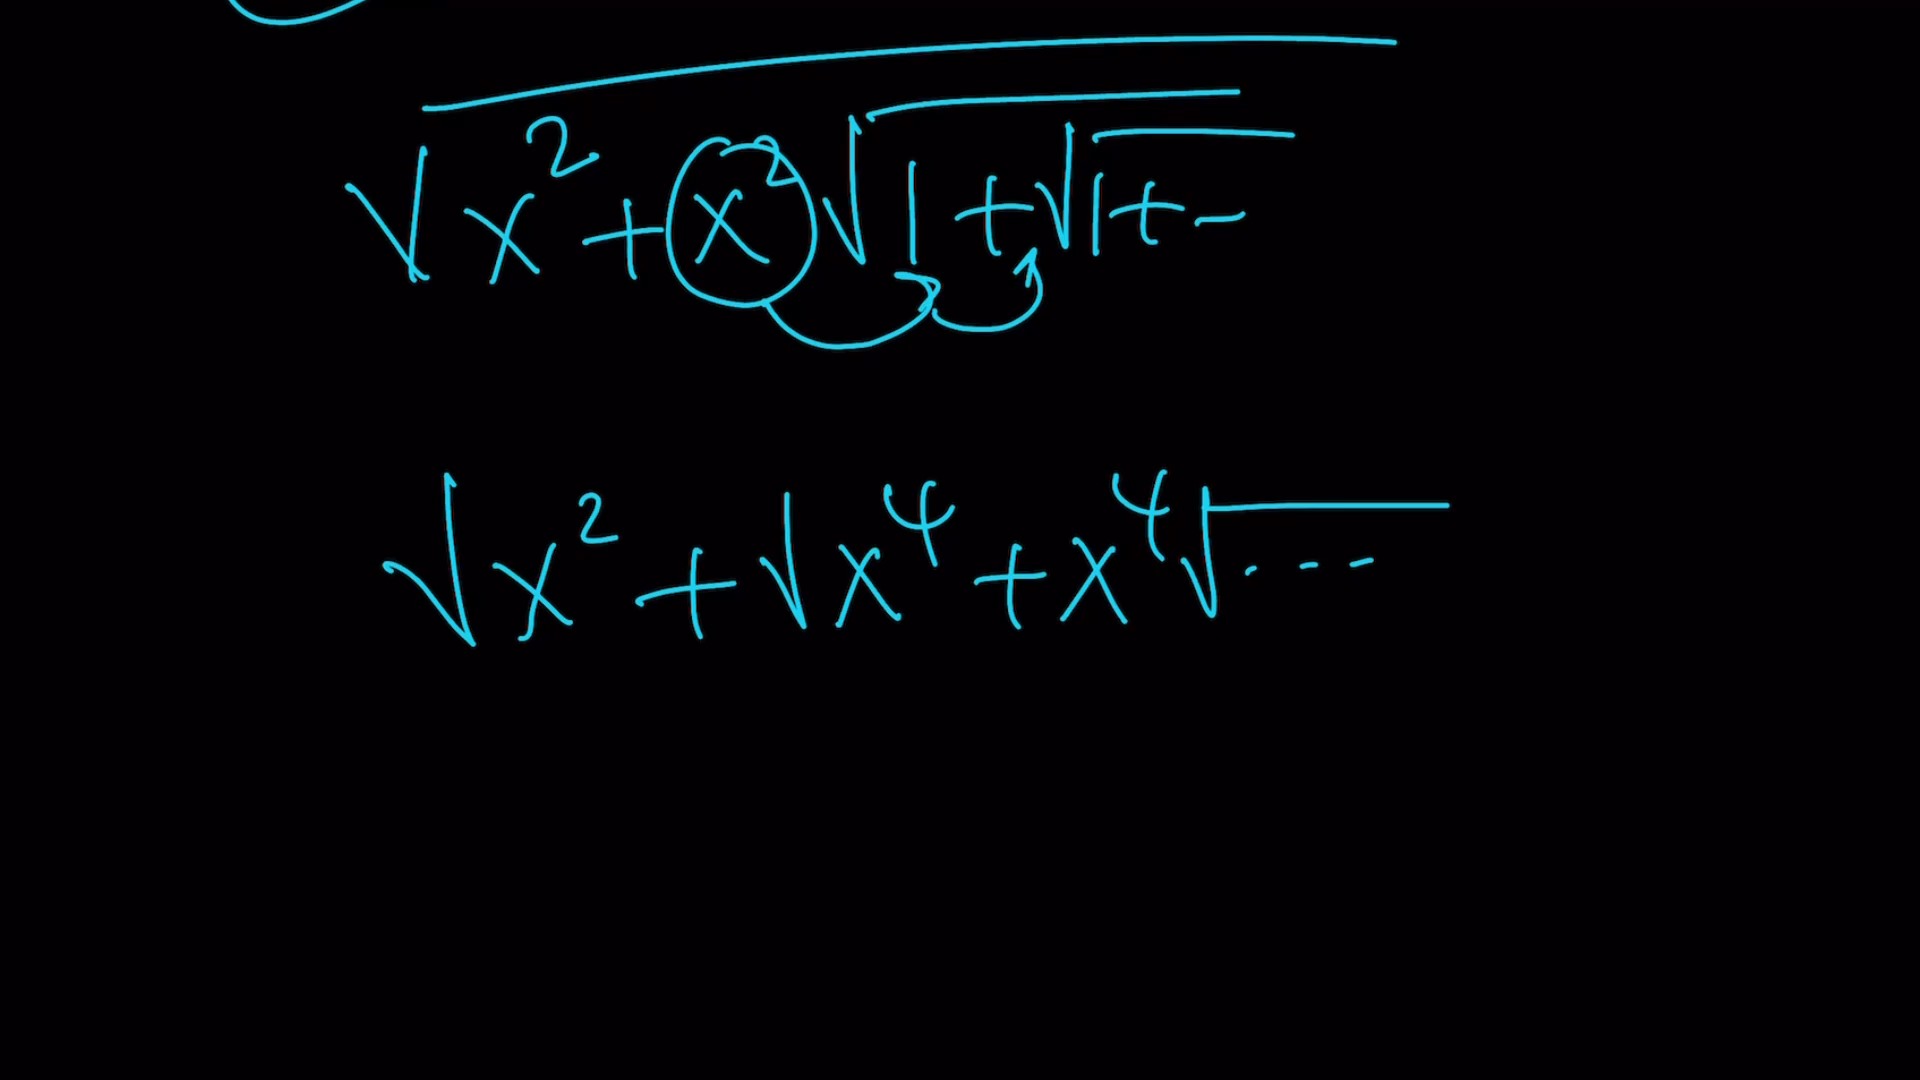 √x² + x²√1 + √1 + -
√x² + √x⁴ + x⁴√...